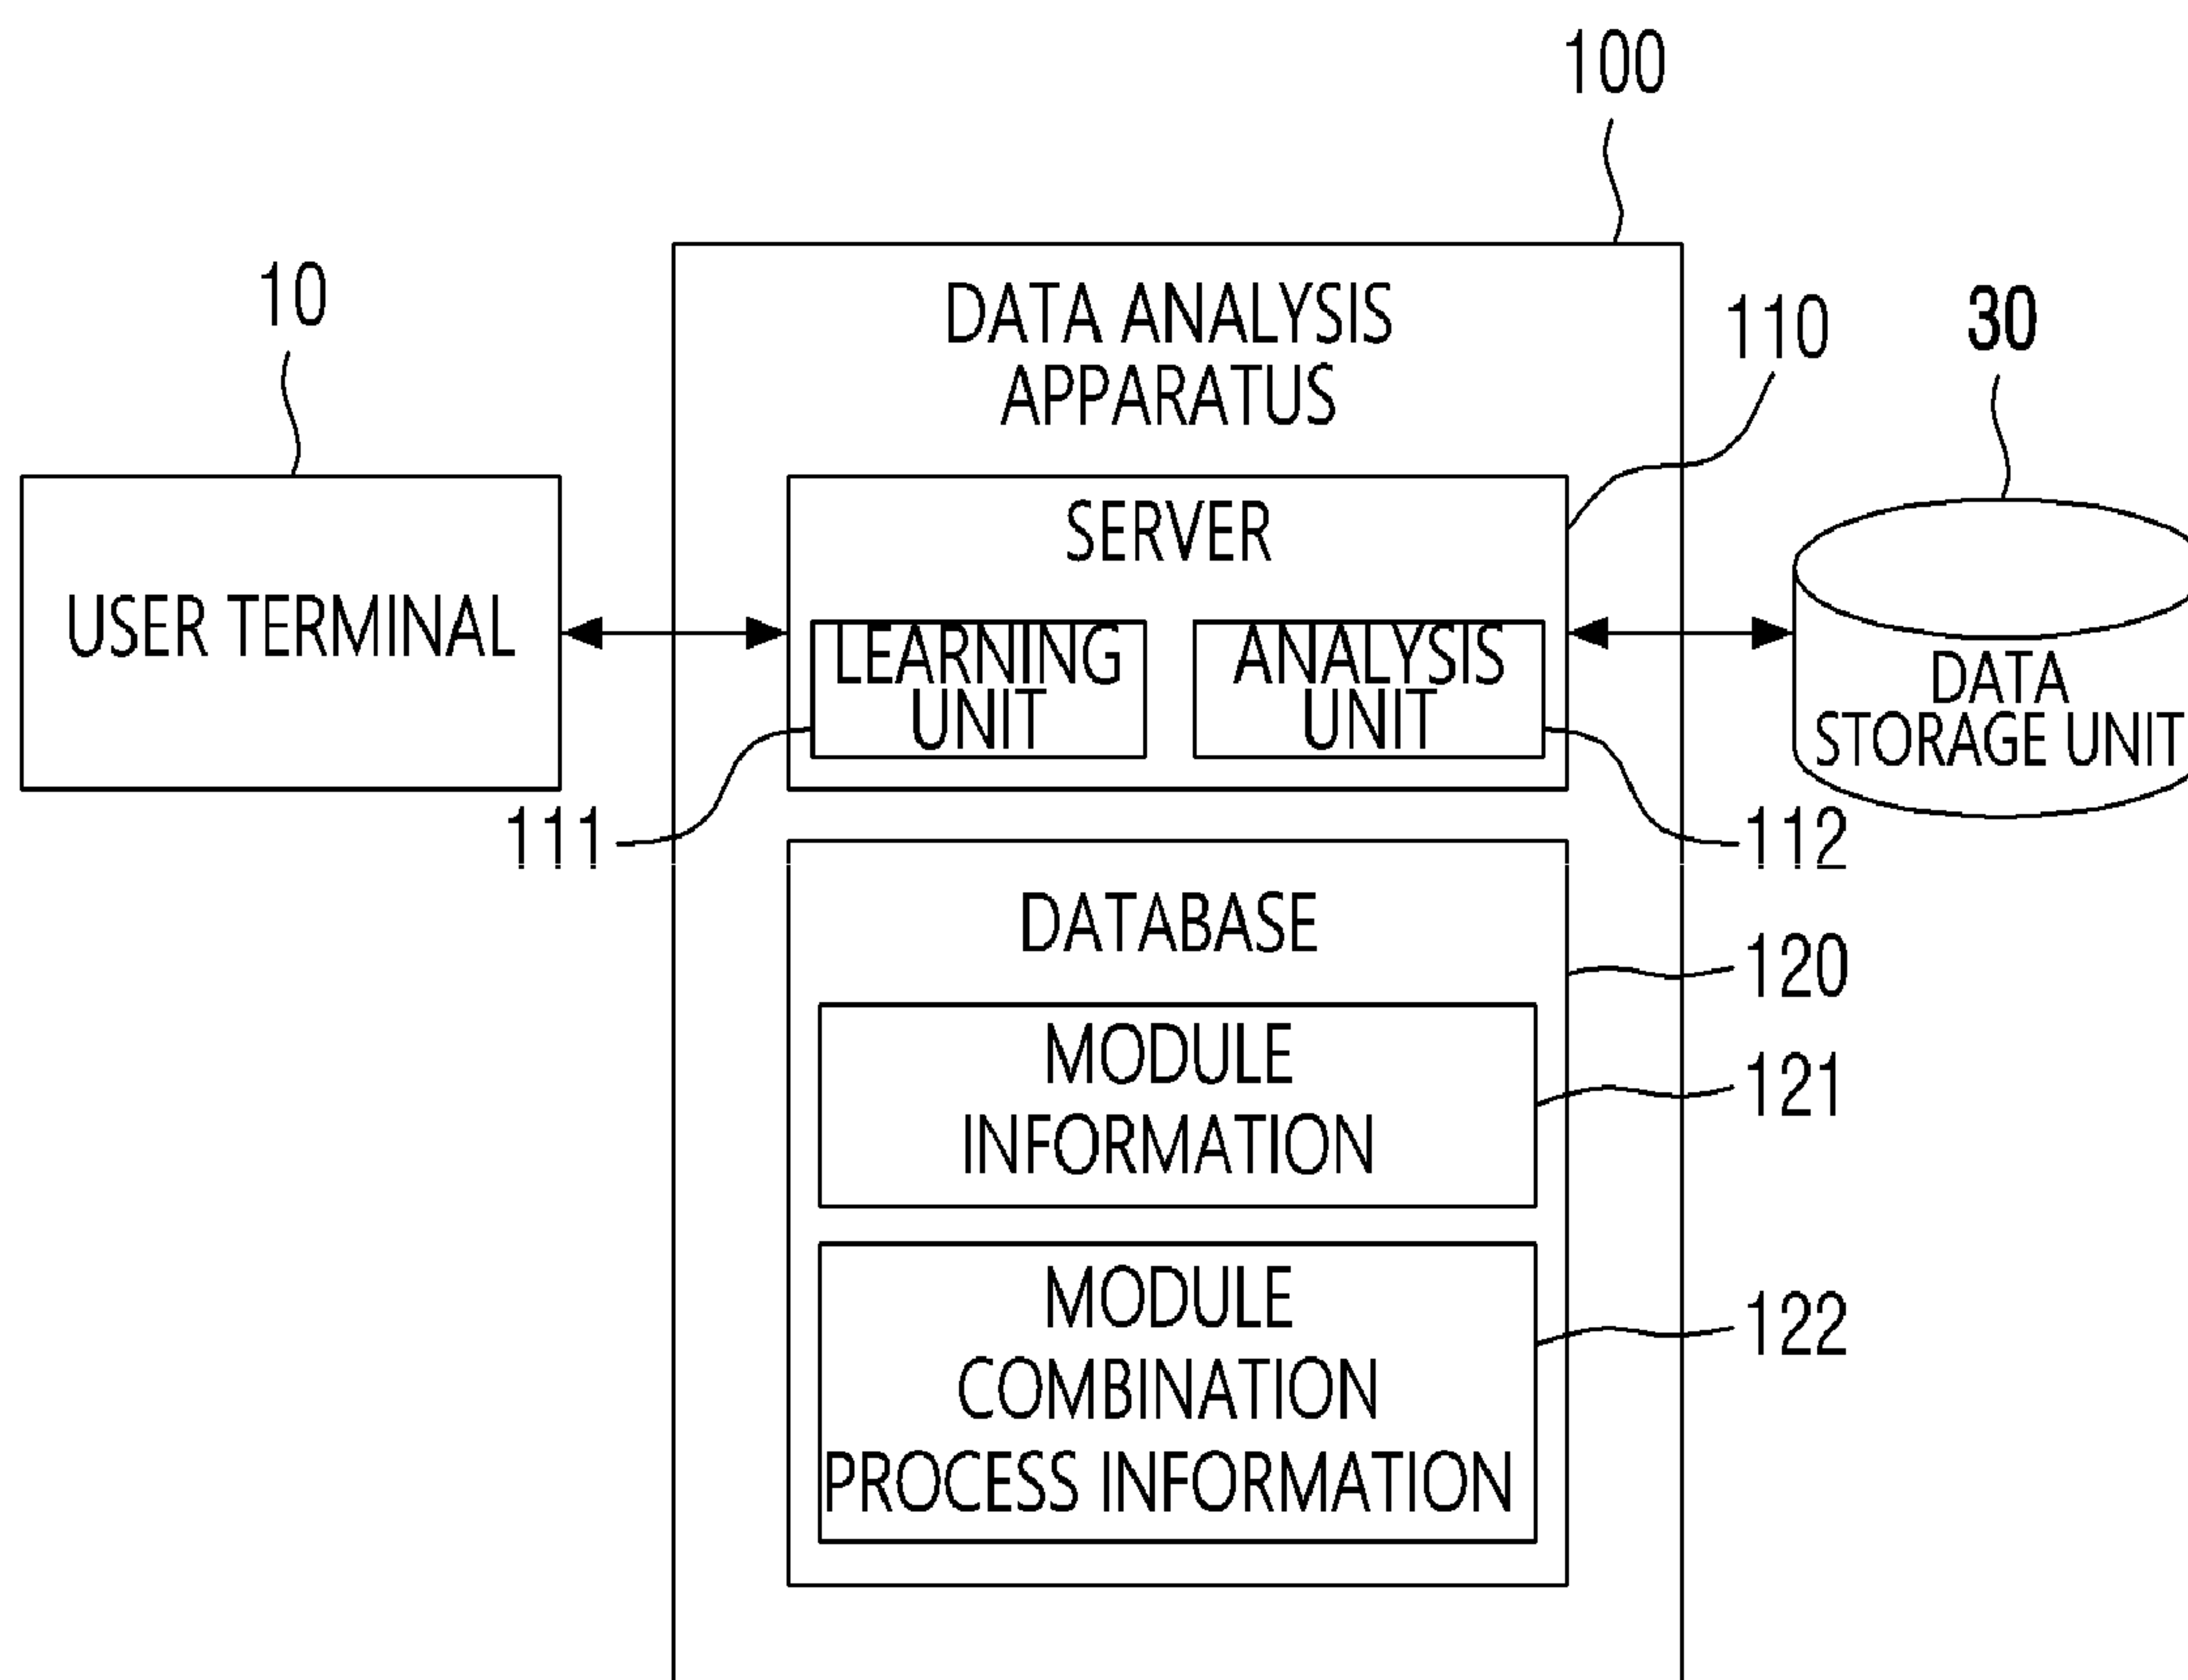 100
10
DATA ANALYSIS
APPARATUS
110
30
SERVER
USER TERMINAL
LEARNING
UNIT
ANALYSIS
UNIT
DATA
STORAGE UNIT
111
112
DATABASE
120
MODULE
INFORMATION
121
MODULE
COMBINATION
PROCESS INFORMATION
122